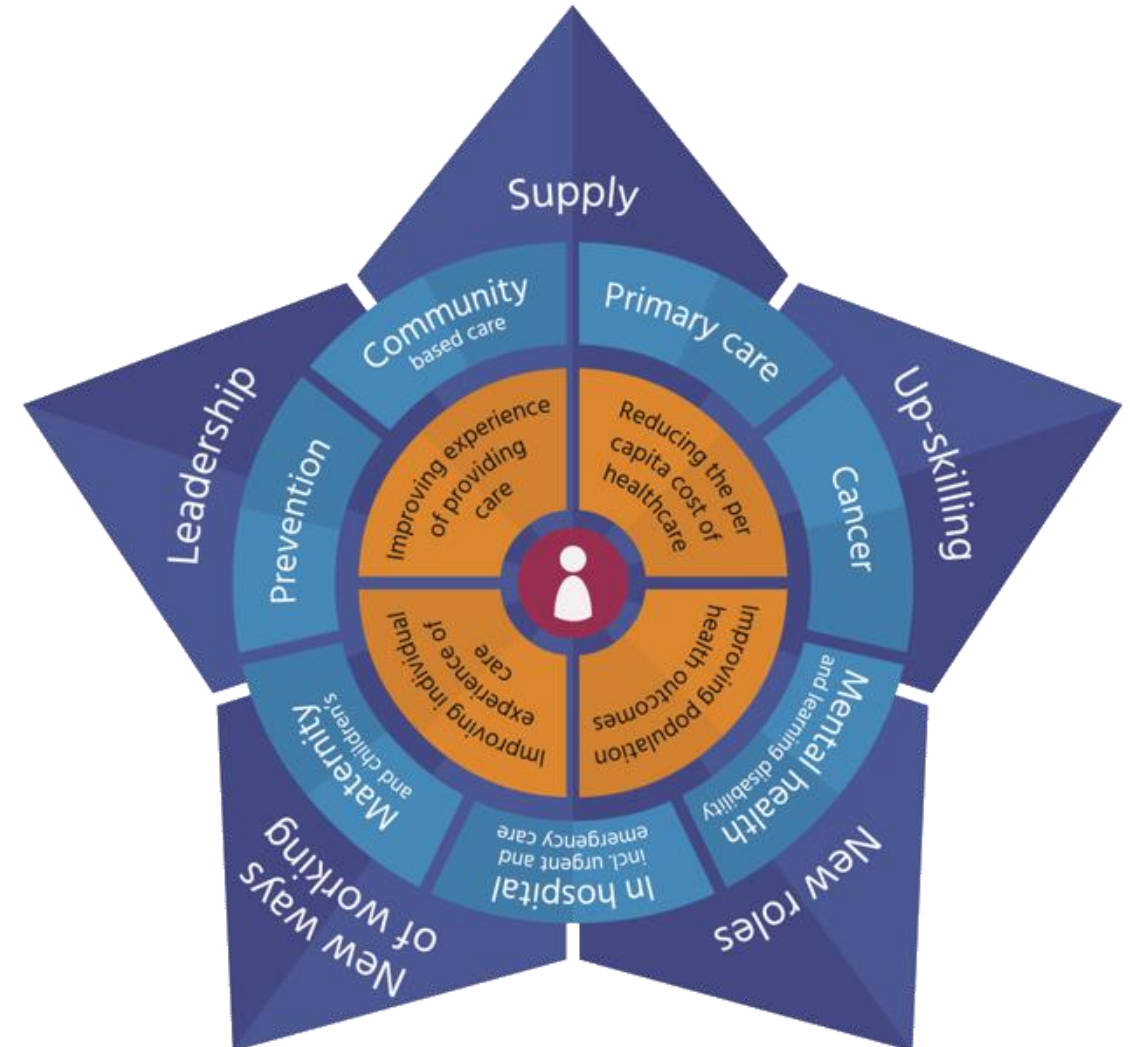 Supply
Up-skilling
New roles
New ways
of working
Leadership
Community
based care
Primary care
Cancer
Mental health
and learning disability
In hospital
incl. urgent and
emergency care
Maternity
and children's
Prevention
Improving experience
of providing
care
Reducing the per
capita cost of
healthcare
Improving population
health outcomes
Improving individual
experience of
care